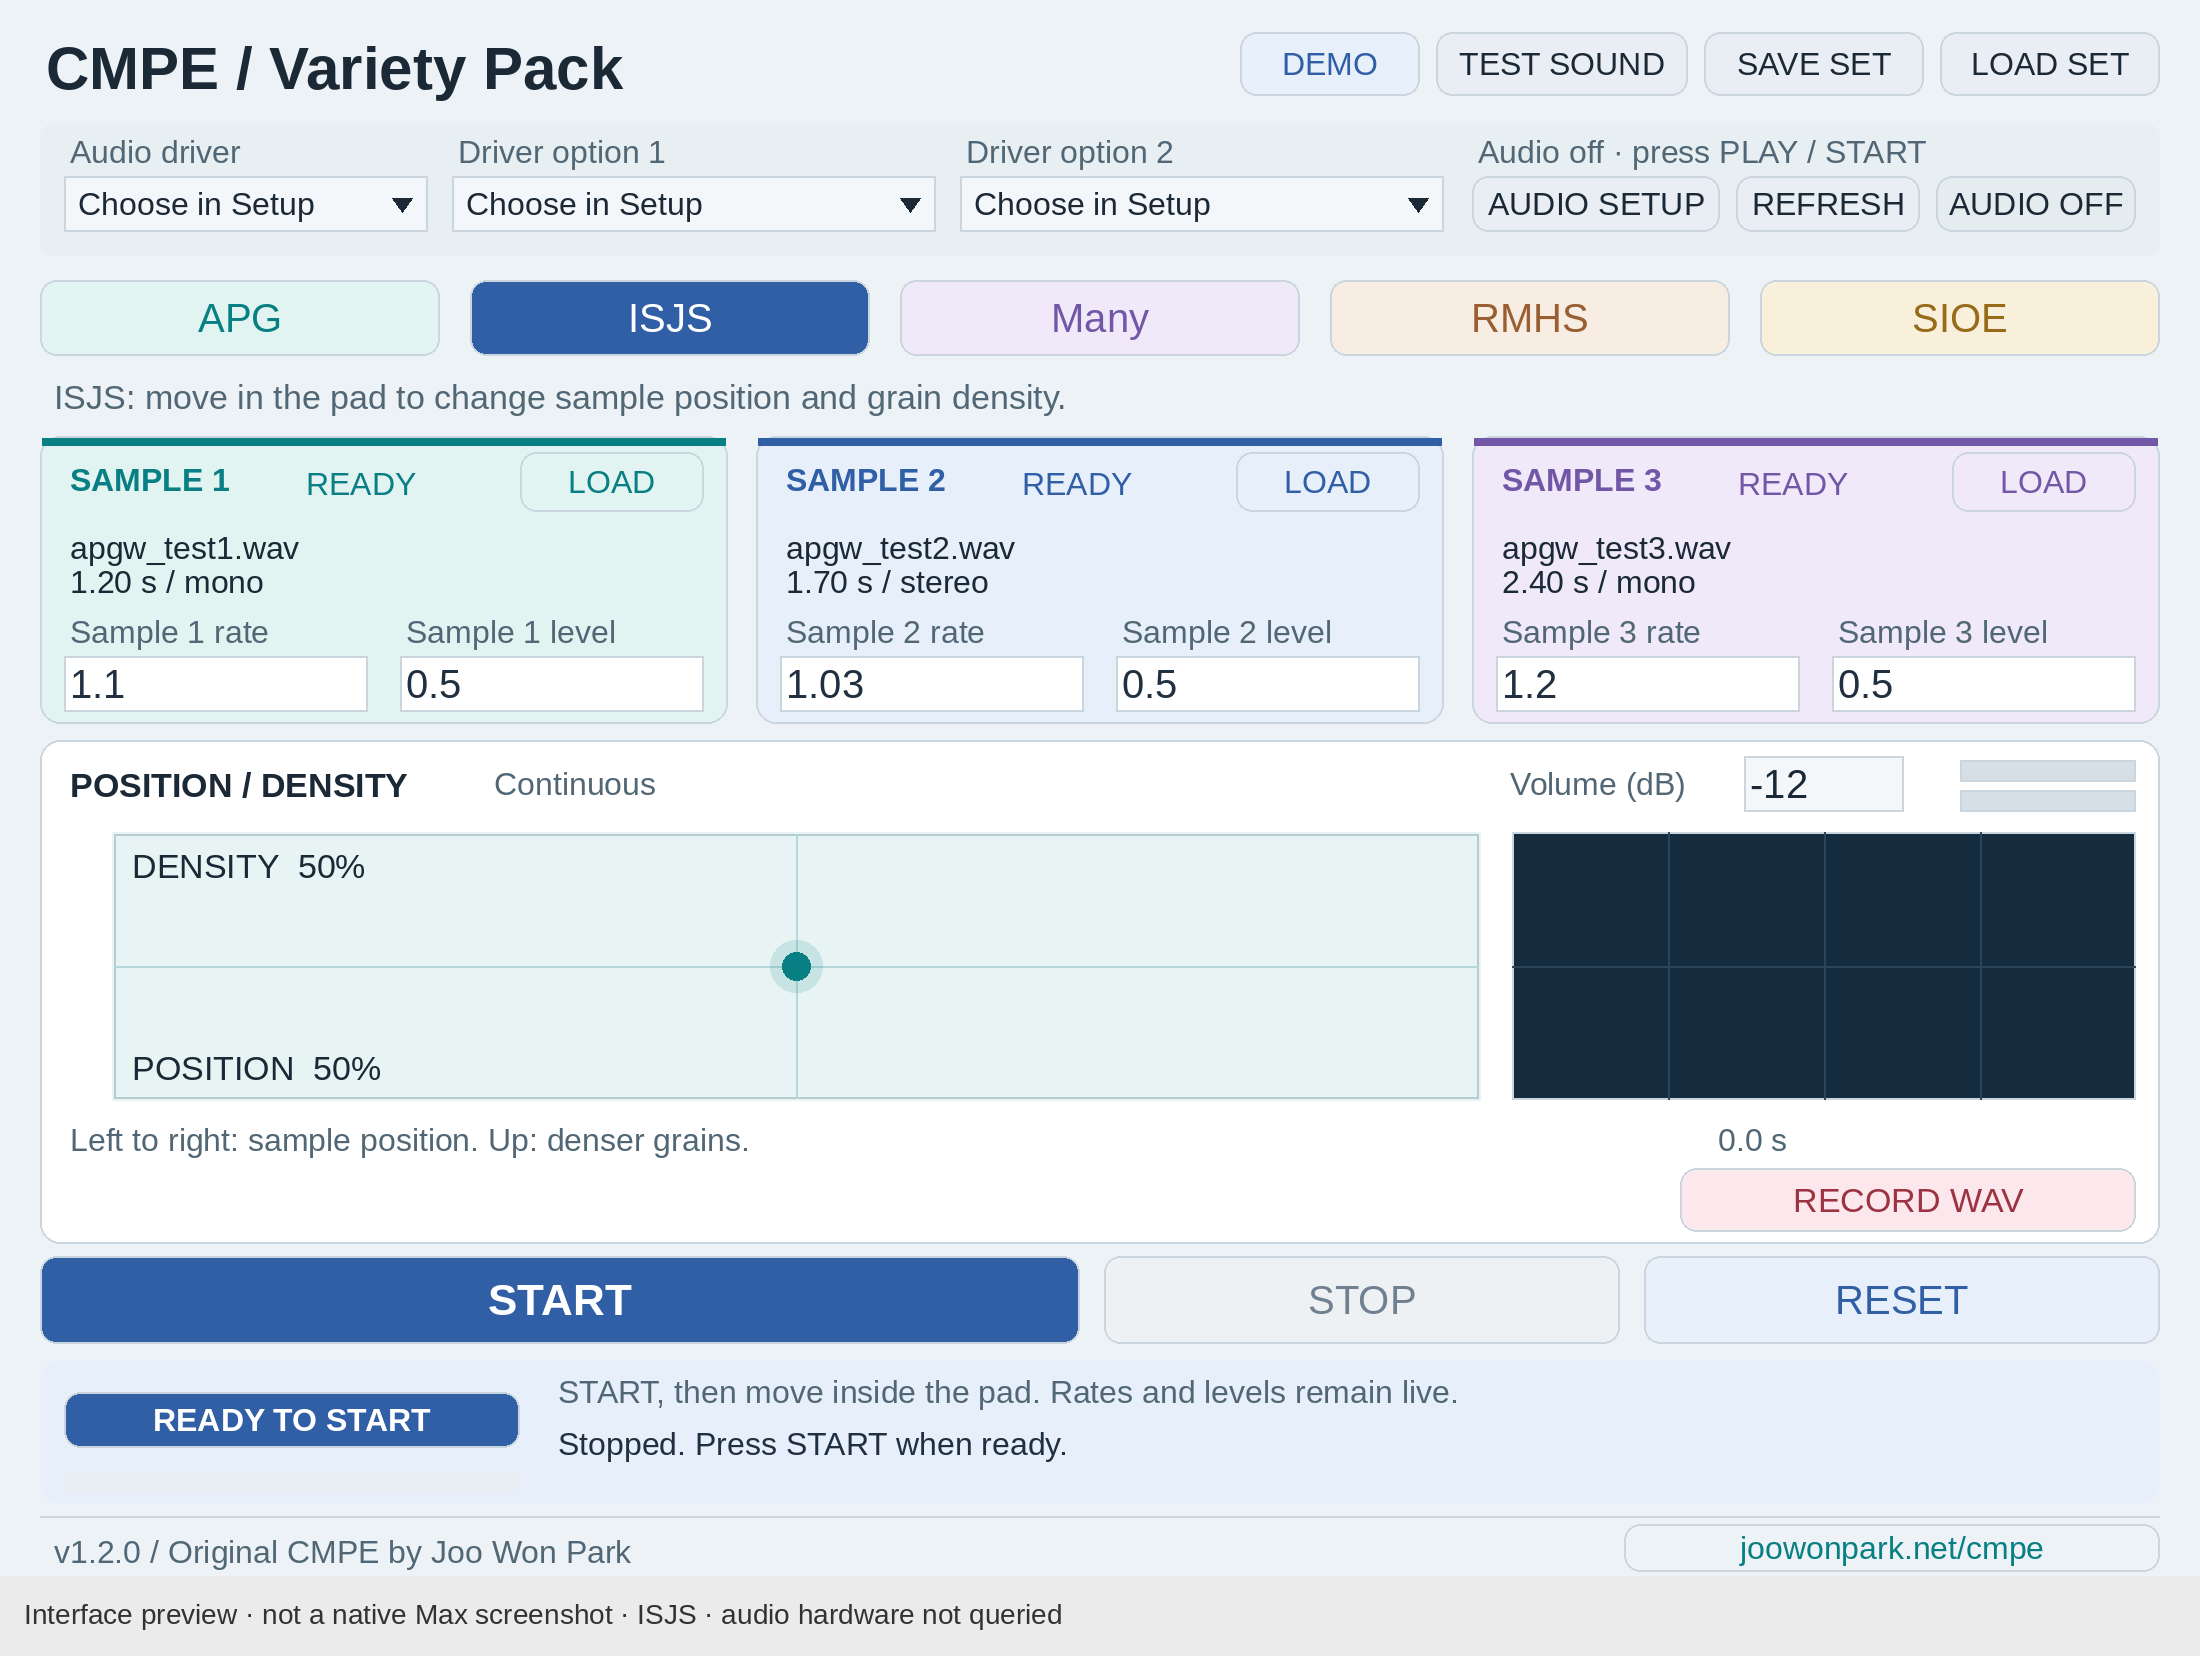 CMPE / Variety Pack
DEMO
TEST SOUND
SAVE SET
LOAD SET
Audio driver
Driver option 1
Driver option 2
Audio off · press PLAY / START
Choose in Setup
Choose in Setup
Choose in Setup
AUDIO SETUP
REFRESH
AUDIO OFF
APG
ISJS
Many
RMHS
SIOE
ISJS: move in the pad to change sample position and grain density.
SAMPLE 1
READY
LOAD
apgw_test1.wav
1.20 s / mono
Sample 1 rate
Sample 1 level
1.1
0.5
SAMPLE 2
READY
LOAD
apgw_test2.wav
1.70 s / stereo
Sample 2 rate
Sample 2 level
1.03
0.5
SAMPLE 3
READY
LOAD
apgw_test3.wav
2.40 s / mono
Sample 3 rate
Sample 3 level
1.2
0.5
POSITION / DENSITY
Continuous
Volume (dB)
-12
DENSITY 50%
POSITION 50%
Left to right: sample position. Up: denser grains.
0.0 s
RECORD WAV
START
STOP
RESET
READY TO START
START, then move inside the pad. Rates and levels remain live.
Stopped. Press START when ready.
v1.2.0 / Original CMPE by Joo Won Park
joowonpark.net/cmpe
Interface preview · not a native Max screenshot · ISJS · audio hardware not queried